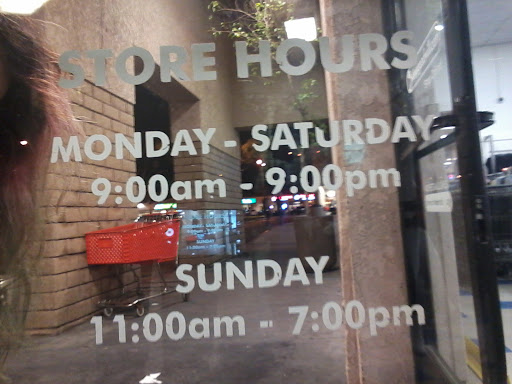 STORE HOURS
MONDAY - SATURDAY
9:00am - 9:00pm
SUNDAY
11:00am - 7:00pm